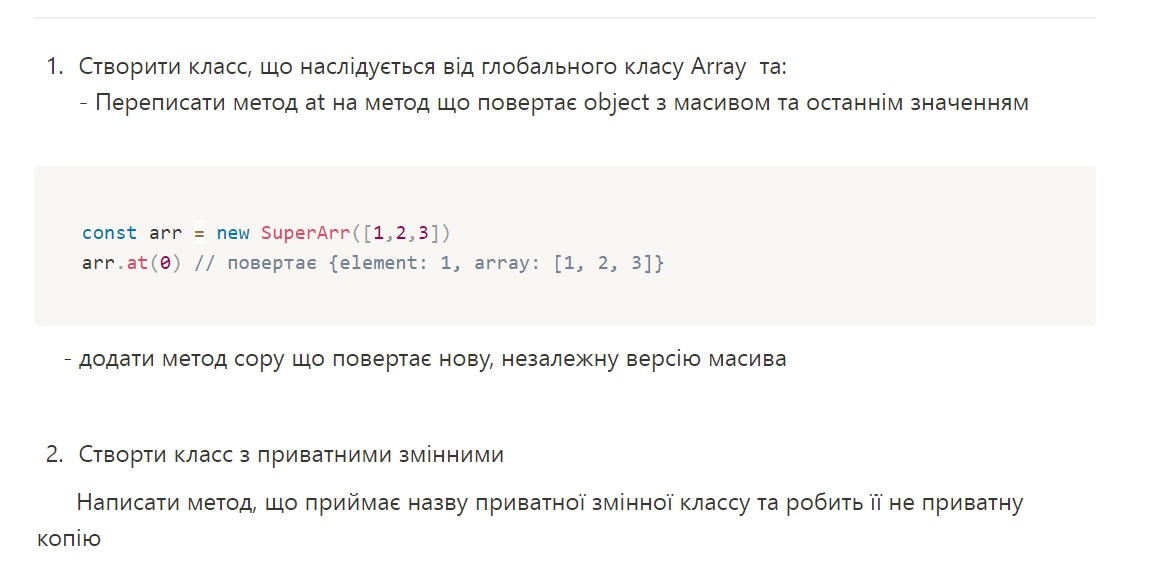 1. Створити класс, що наслідується від глобального класу Array та:
- Переписати метод at на метод що повертає object з масивом та останнім значенням
const arr = new SuperArr([1,2,3])
arr.at(0) // повертає {element: 1, array: [1, 2, 3]}
- додати метод copy що повертає нову, незалежну версію масива
2. Створти класс з приватними змінними
Написати метод, що приймає назву приватної змінної классу та робить її не приватну
копію